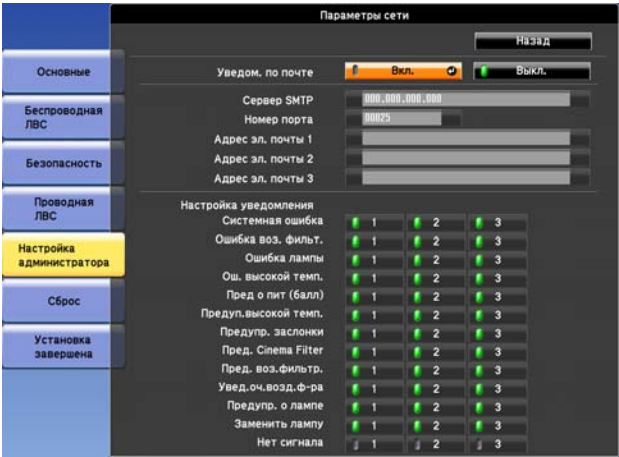 Параметры сети
Назад
Основные
Беспроводная
ЛВС
Безопасность
Проводная
ЛВС
Настройка
администратора
Сброс
Установка
завершена
Уведом. по почте Вкл. Выкл.
Сервер SMTP 000.000.000.000
Номер порта 00025
Адрес эл. почты 1
Адрес эл. почты 2
Адрес эл. почты 3
Настройка уведомления
Системная ошибка 1 2 3
Ошибка воз. фильт. 1 2 3
Ошибка лампы 1 2 3
Ош. высокой темп. 1 2 3
Пред о пит (балл) 1 2 3
Предуп.высокой темп. 1 2 3
Предупр. заслонки 1 2 3
Пред. Cinema Filter 1 2 3
Пред. воз.фильтр. 1 2 3
Увед.оч.возд.ф-ра 1 2 3
Предупр. о лампе 1 2 3
Заменить лампу 1 2 3
Нет сигнала 1 2 3